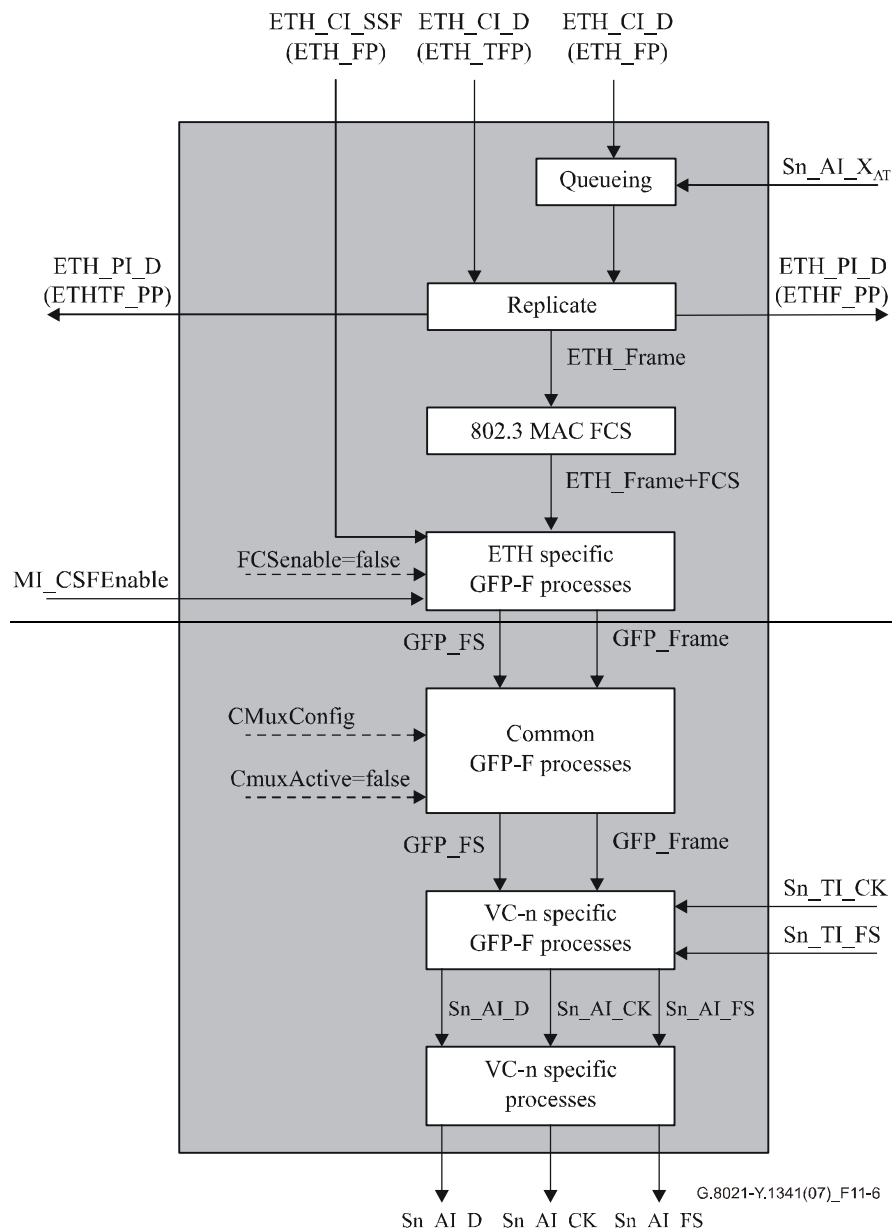 ETH_CI_SSF
(ETH_FP)
ETH_CI_D
(ETH_TFP)
ETH_CI_D
(ETH_FP)
Queueing
Sn_AI_X_AT
ETH_PI_D
(ETHTF_PP)
ETH_PI_D
(ETHF_PP)
Replicate
ETH_Frame
802.3 MAC FCS
ETH_Frame+FCS
FCSenable=false
ETH specific
GFP-F processes
MI_CSFEnable
GFP_FS
GFP_Frame
CMuxConfig
Common
GFP-F processes
CmuxActive=false
GFP_FS
GFP_Frame
Sn_TI_CK
VC-n specific
GFP-F processes
Sn_TI_FS
Sn_AI_D
Sn_AI_CK
Sn_AI_FS
VC-n specific
processes
G.8021-Y.1341(07)_F11-6
Sn_AI_D
Sn_AI_CK
Sn_AI_FS